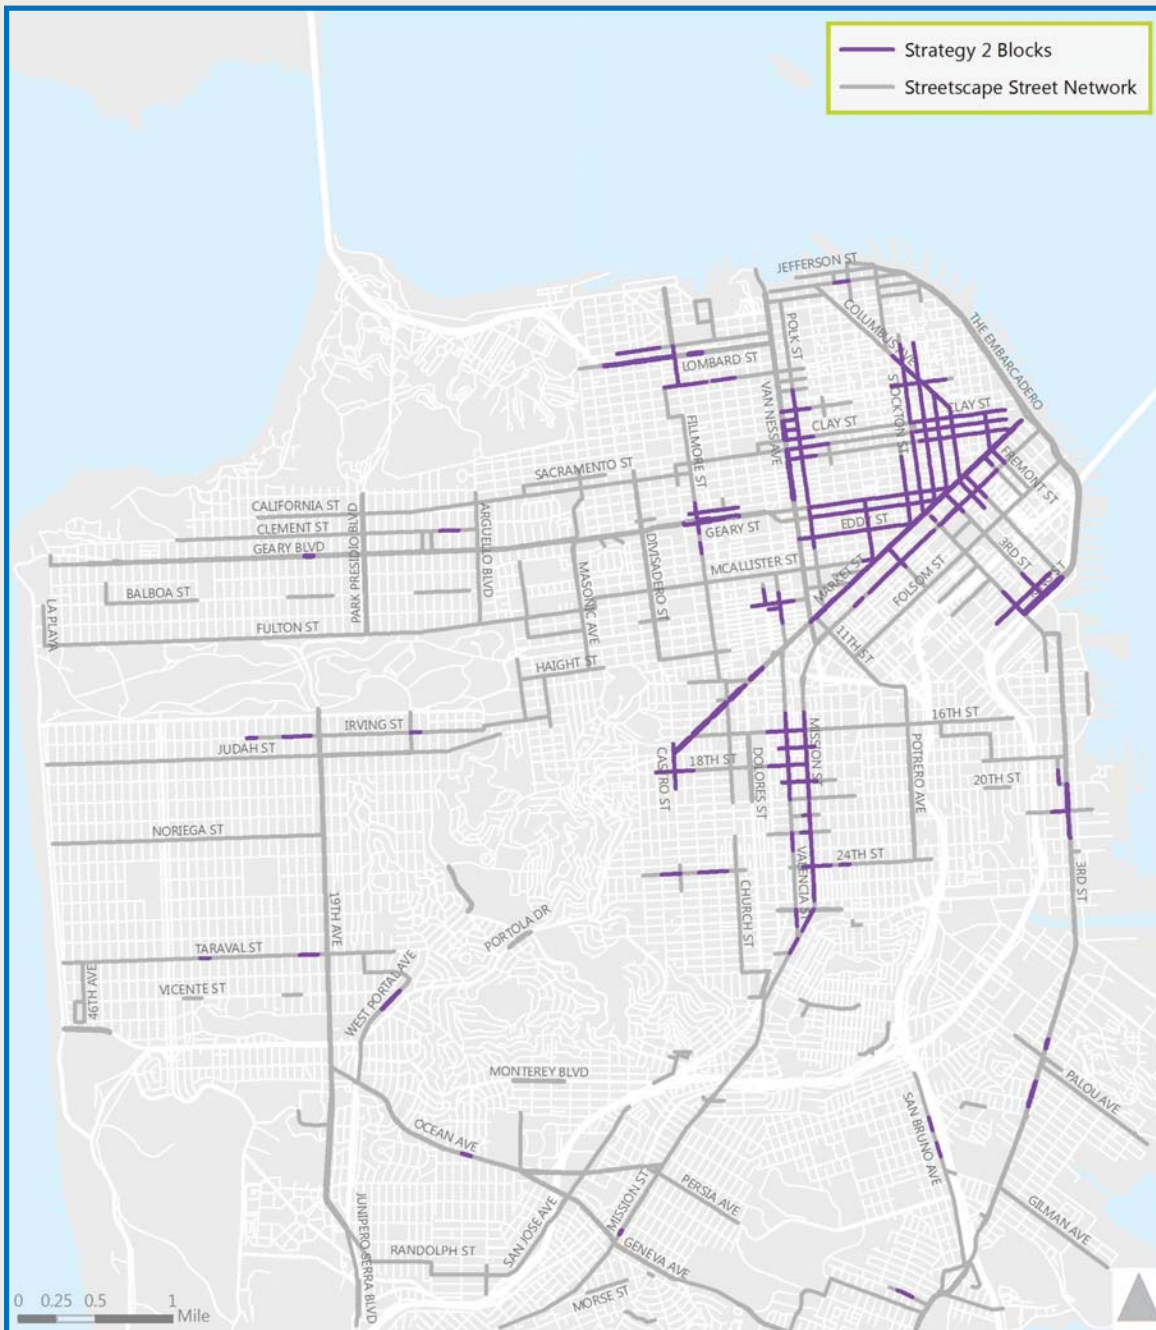 Strategy 2 Blocks
Streetscape Street Network
JEFFERSON ST
THE EMBARCADERO
COLUMBUS AVE
POLK ST
LOMBARD ST
VAN NESS AVE
STOCKTON ST
CLAY ST
CLAY ST
FILLMORE ST
FREMONT ST
SACRAMENTO ST
CALIFORNIA ST
CLEMENT ST
GEARY BLVD
PARK PRESIDIO BLVD
ARGUELLO BLVD
GEARY ST
EDDY ST
DIVISADERO ST
MCALLISTER ST
MARKET ST
FOLSOM ST
3RD ST
MASONIC AVE
BALBOA ST
LA PLAYA
FULTON ST
11TH ST
HAIGHT ST
IRVING ST
JUDAH ST
16TH ST
MISSION ST
CASTRO ST
18TH ST
DOLORES ST
POTRERO AVE
20TH ST
NORIEGA ST
VALENCIA ST
24TH ST
3RD ST
CHURCH ST
19TH AVE
PORTOLA DR
TARAVAL ST
WEST PORTAL AVE
46TH AVE
VICENTE ST
MONTEREY BLVD
PALOU AVE
SAN BRUNO AVE
OCEAN AVE
PERSIA AVE
MISSION ST
SAN JOSE AVE
JUNIPERO SERRA BLVD
RANDOLPH ST
GENEVA AVE
GILMAN AVE
MORSE ST
0 0.25 0.5 1
Mile